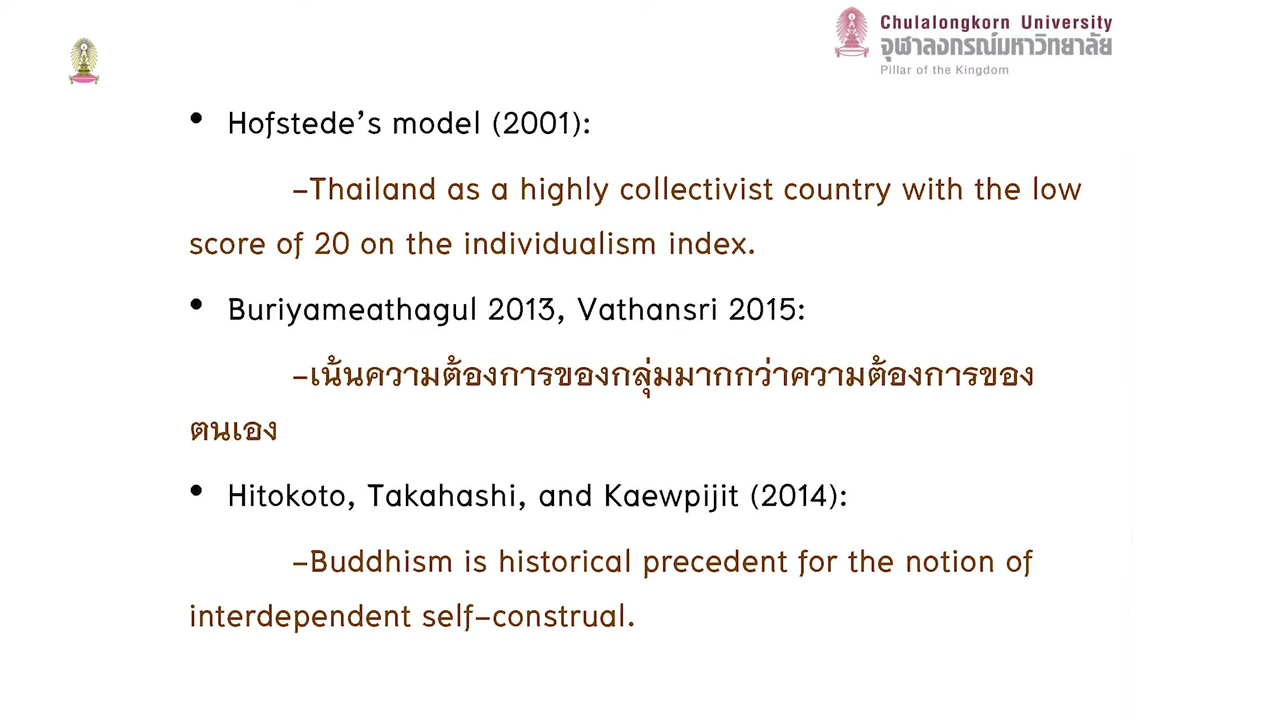 Chulalongkorn University
จุฬาลงกรณ์มหาวิทยาลัย
Pillar of the Kingdom
• Hofstede's model (2001):
-Thailand as a highly collectivist country with the low
score of 20 on the individualism index.
• Buriyameathagul 2013, Vathansri 2015:
-เน้นความต้องการของกลุ่มมากกว่าความต้องการของ
ตนเอง
• Hitokoto, Takahashi, and Kaewpijit (2014):
-Buddhism is historical precedent for the notion of
interdependent self-construal.